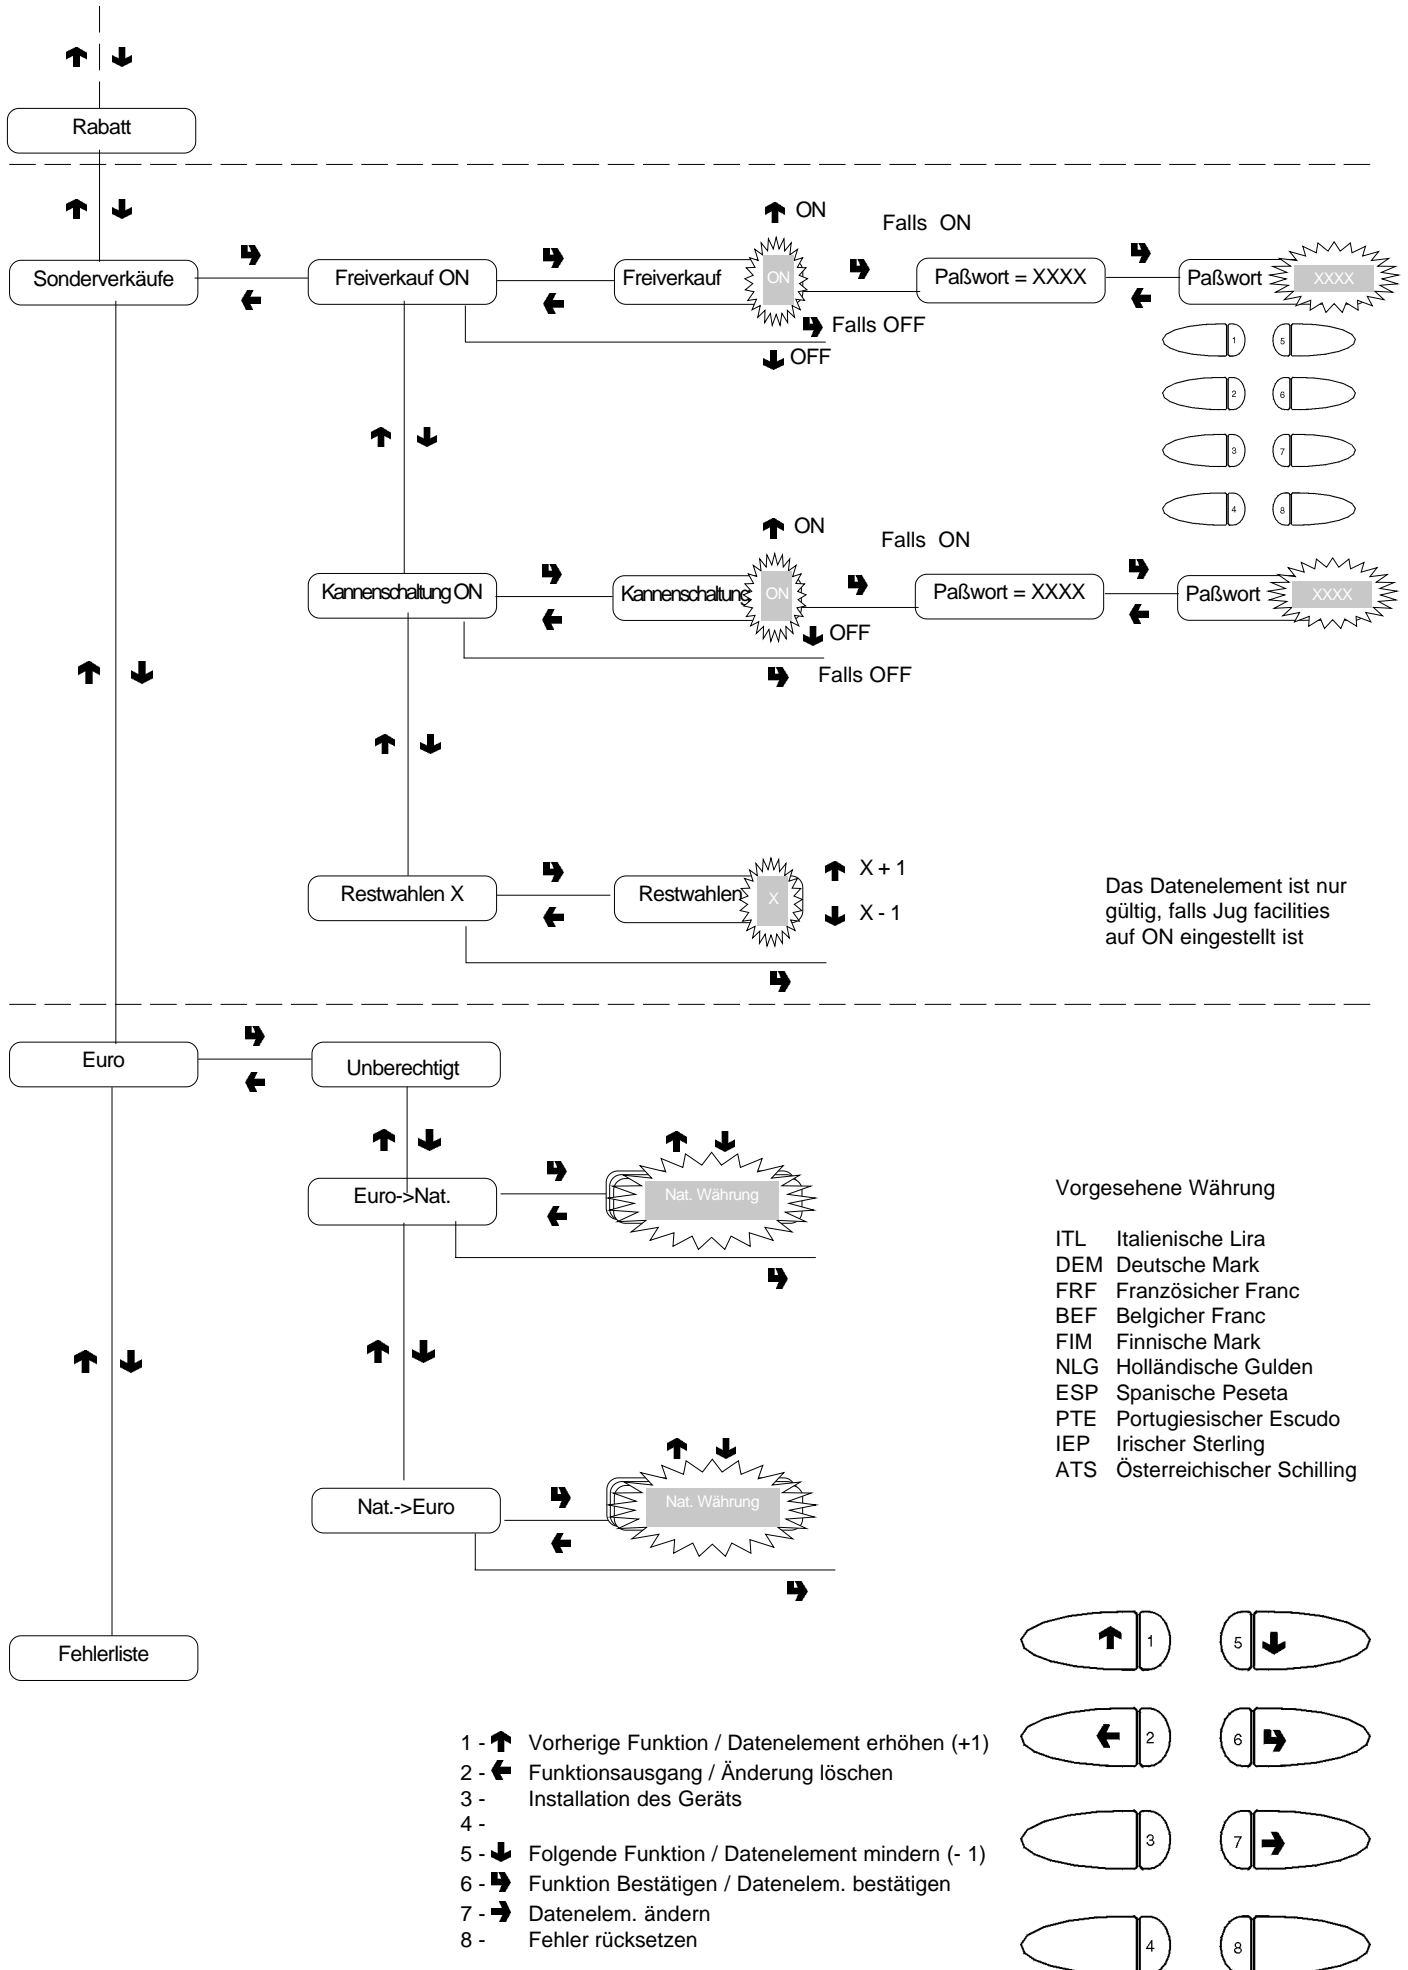 Rabatt
ON
Falls ON
Sonderverkäufe
Freiverkauf ON
Freiverkauf
ON
Paßwort = XXXX
Paßwort
XXXX
Falls OFF
OFF
1
5
2
6
3
7
4
8
ON
Falls ON
Kannenschaltung ON
Kannenschaltung
ON
Paßwort = XXXX
Paßwort
XXXX
OFF
Falls OFF
Restwahlen X
Restwahlen
X
X + 1
X - 1
Das Datenelement ist nur
gültig, falls Jug facilities
auf ON eingestellt ist
Euro
Unberechtigt
Euro->Nat.
Nat. Währung
Vorgesehene Währung
ITL Italienische Lira
DEM Deutsche Mark
FRF Französicher Franc
BEF Belgicher Franc
FIM Finnische Mark
NLG Holländische Gulden
ESP Spanische Peseta
PTE Portugiesischer Escudo
IEP Irischer Sterling
ATS Österreichischer Schilling
Nat.->Euro
Nat. Währung
Fehlerliste
1 - Vorherige Funktion / Datenelement erhöhen (+1)
2 - Funktionsausgang / Änderung löschen
3 - Installation des Geräts
4 -
5 - Folgende Funktion / Datenelement mindern (- 1)
6 - Funktion Bestätigen / Datenelem. bestätigen
7 - Datenelem. ändern
8 - Fehler rücksetzen
1
5
2
6
3
7
4
8